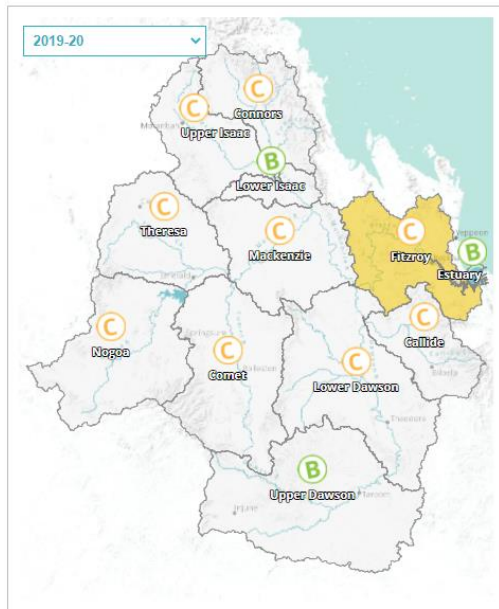 2019-20
C
Connors
C
Upper Isaac
B
Lower Isaac
C
Theresa
C
Mackenzie
C
Fitzroy
B
Estuary
C
Nogoa
C
Comet
C
Lower Dawson
C
Callide
B
Upper Dawson